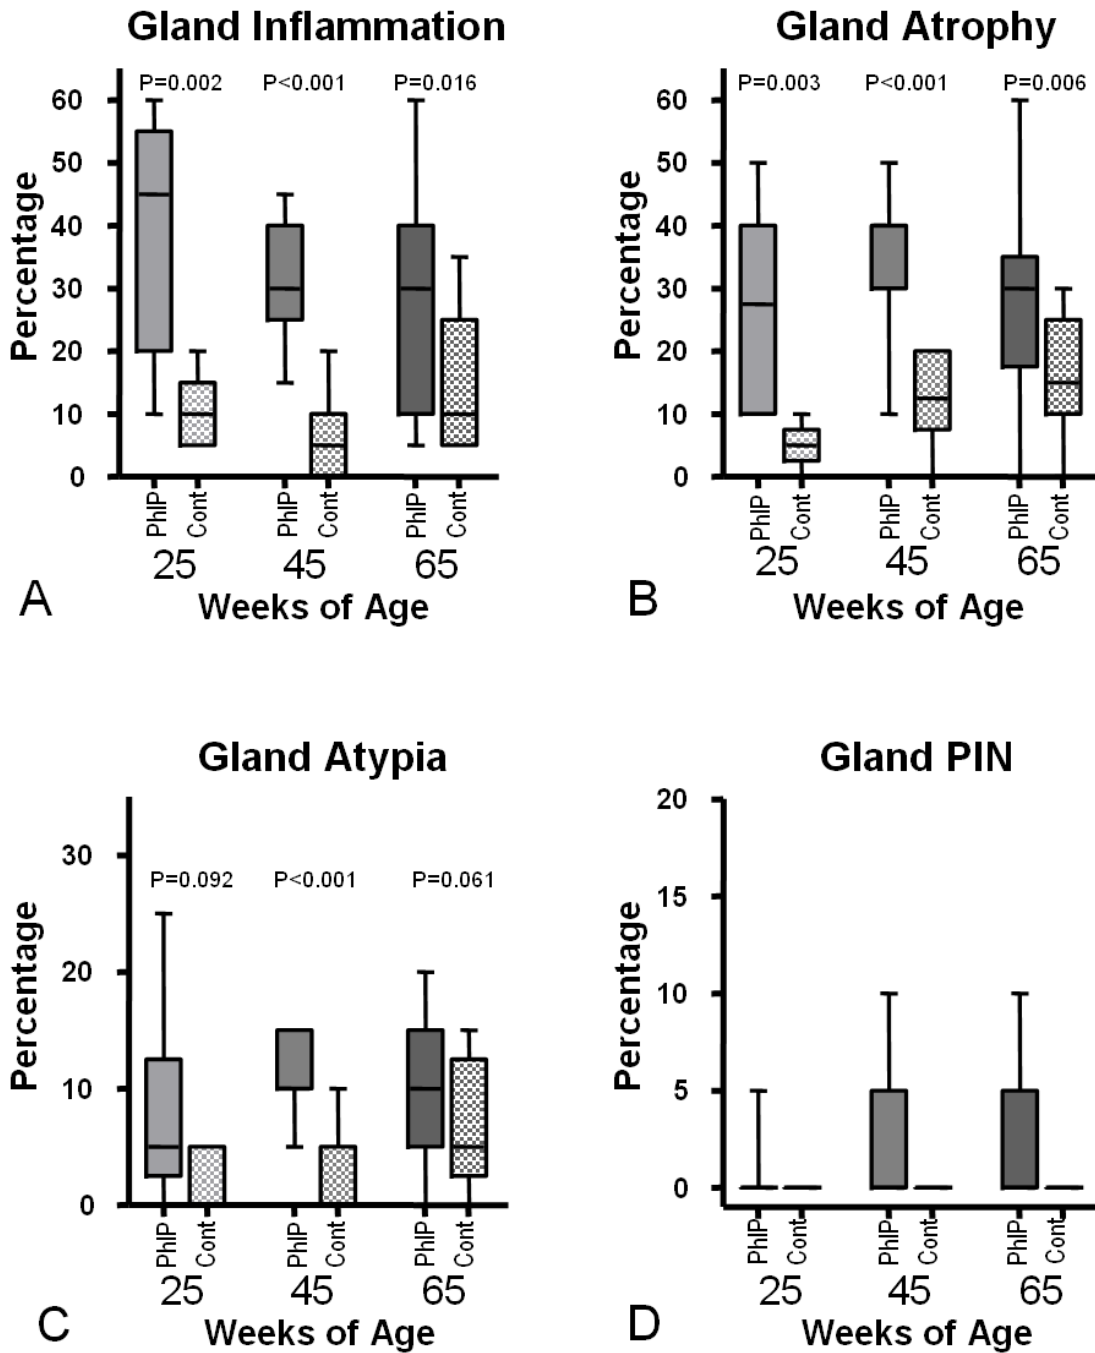 Gland Inflammation
P=0.002 P<0.001 P=0.016
60
50
40
30
20
10
0
Percentage
PhIP Cont PhIP Cont PhIP Cont
25 45 65
Weeks of Age
A
Gland Atrophy
P=0.003 P<0.001 P=0.006
60
50
40
30
20
10
0
Percentage
PhIP Cont PhIP Cont PhIP Cont
25 45 65
Weeks of Age
B
Gland Atypia
P=0.092 P<0.001 P=0.061
30
20
10
0
Percentage
PhIP Cont PhIP Cont PhIP Cont
25 45 65
Weeks of Age
C
Gland PIN
20
15
10
5
0
Percentage
PhIP Cont PhIP Cont PhIP Cont
25 45 65
Weeks of Age
D